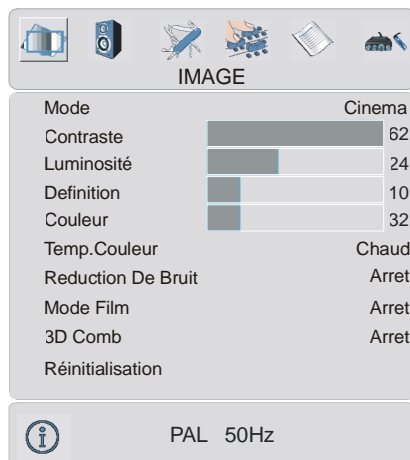 IMAGE
Mode Cinema
Contraste 62
Luminosité 24
Definition 10
Couleur 32
Temp.Couleur Chaud
Reduction De Bruit Arret
Mode Film Arret
3D Comb Arret
Réinitialisation
PAL 50Hz